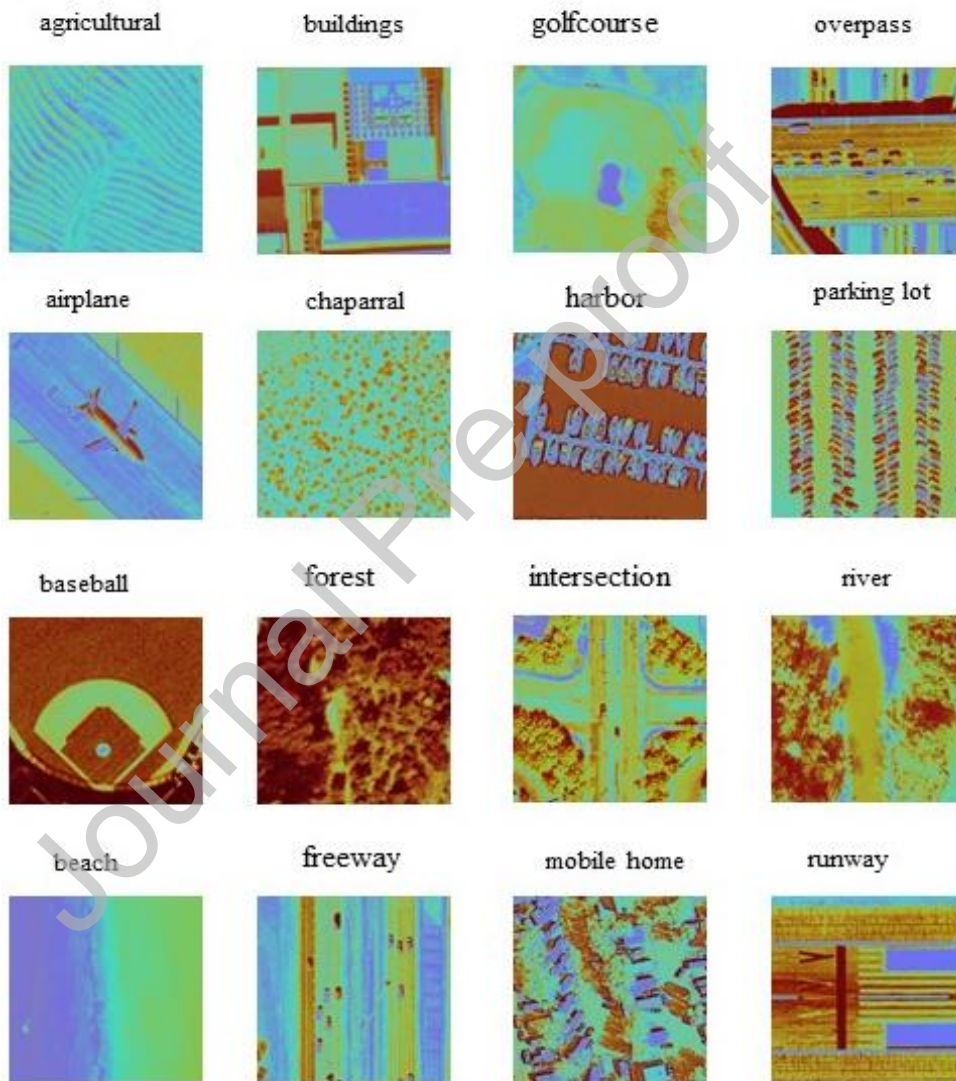 agricultural buildings golfcourse overpass
airplane chaparral harbor parking lot
baseball forest intersection river
beach freeway mobile home runway
Journal Pre-proof